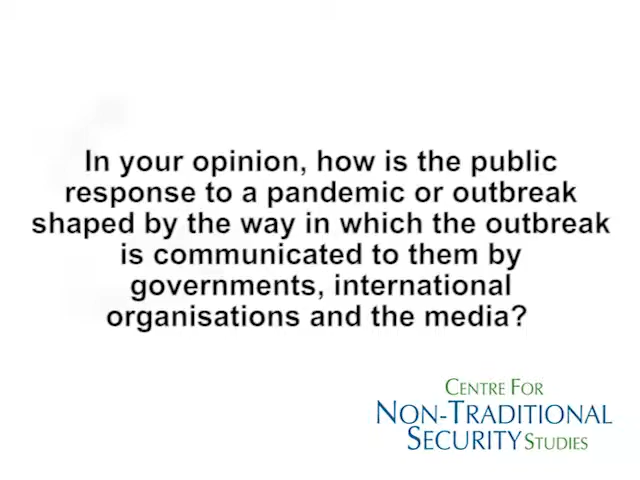 In your opinion, how is the public
response to a pandemic or outbreak
shaped by the way in which the outbreak
is communicated to them by
governments, international
organisations and the media?
CENTRE FOR
NON-TRADITIONAL
SECURITY STUDIES